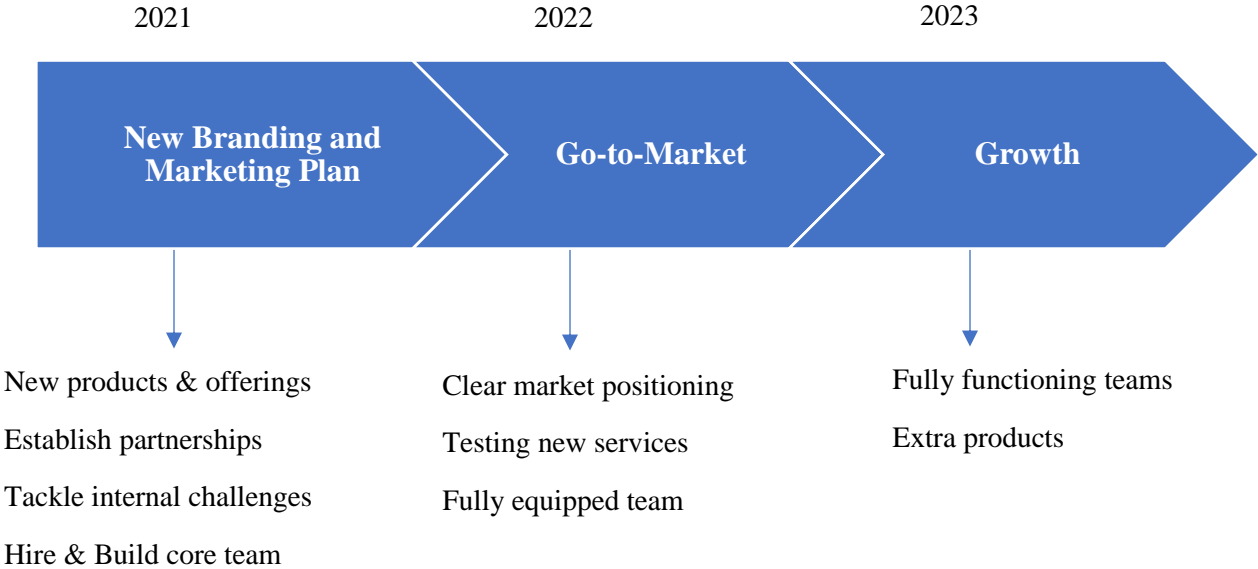 2021
2022
2023
New Branding and
Marketing Plan
Go-to-Market
Growth
New products & offerings
Establish partnerships
Tackle internal challenges
Hire & Build core team
Clear market positioning
Testing new services
Fully equipped team
Fully functioning teams
Extra products